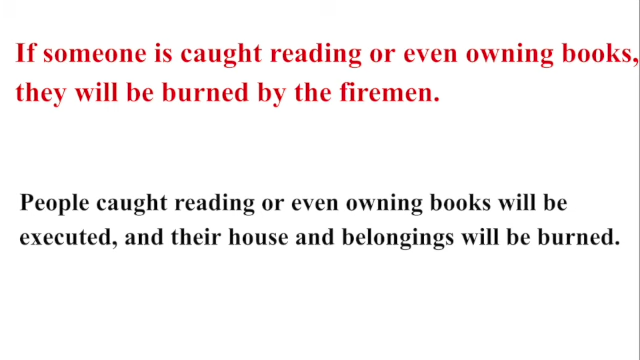 If someone is caught reading or even owning books,
they will be burned by the firemen.
People caught reading or even owning books will be
executed, and their house and belongings will be burned.